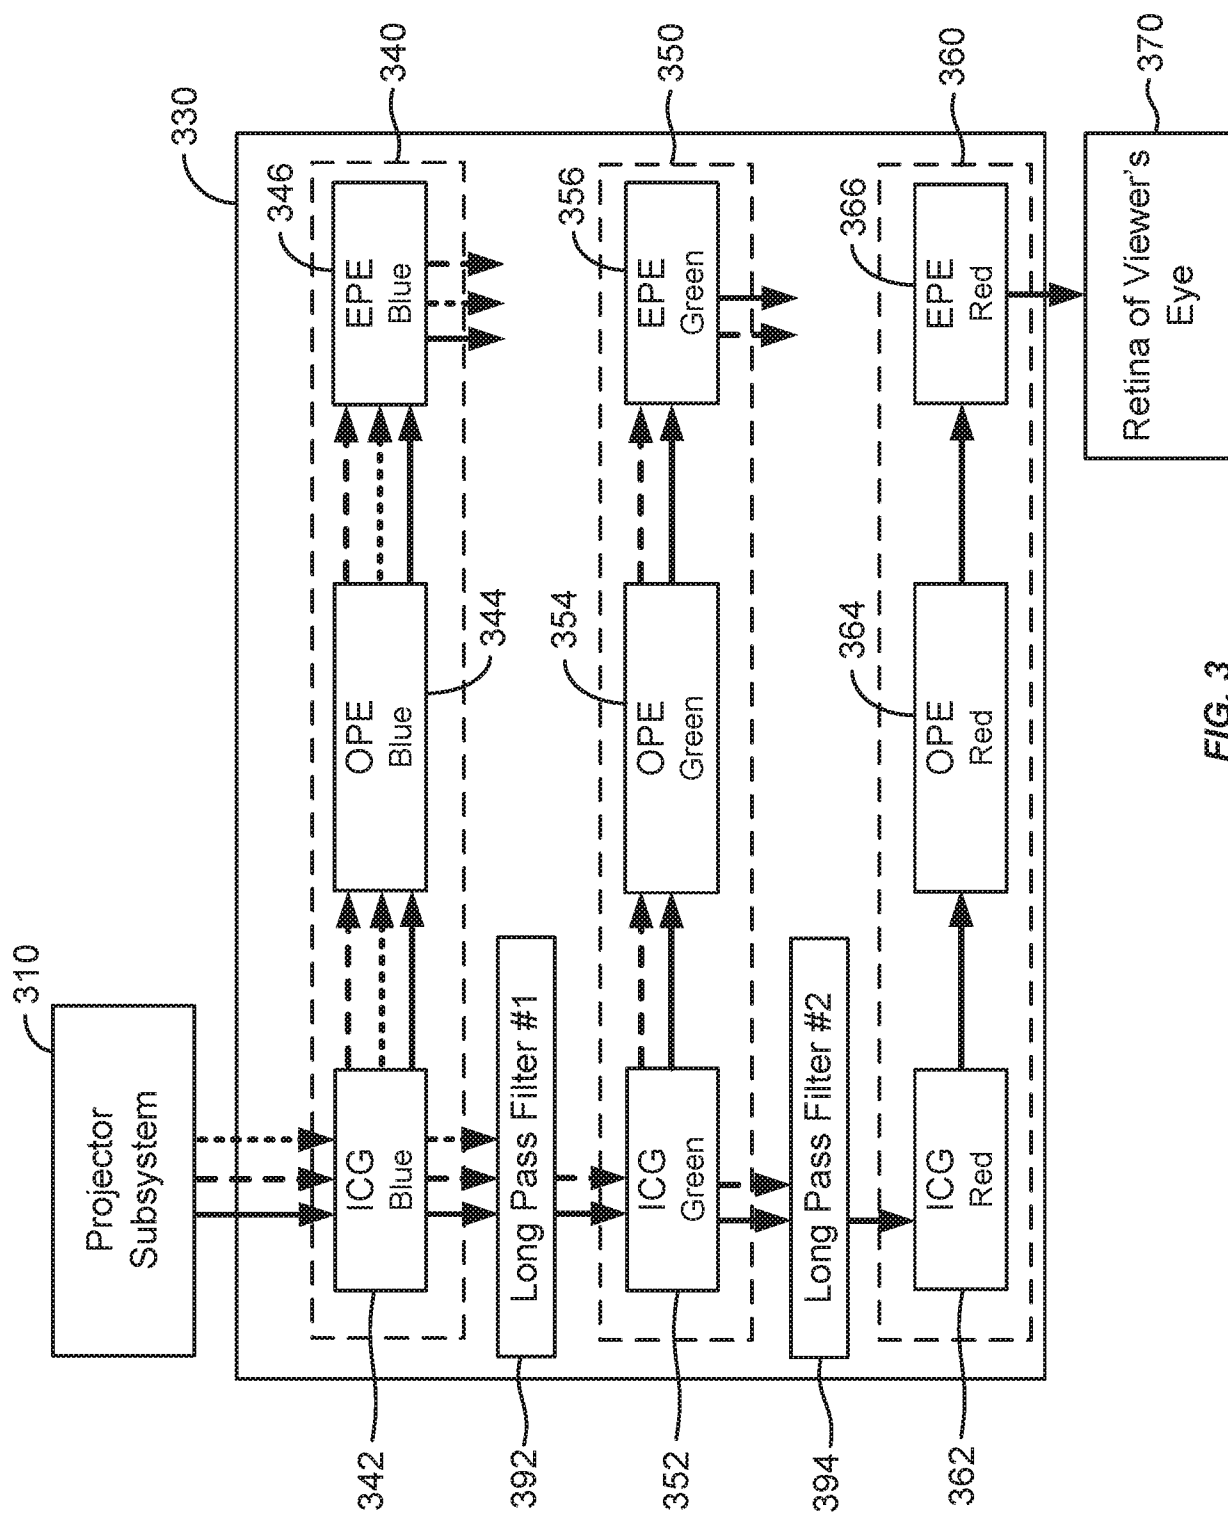 310
Projector
Subsystem
330
340
342
ICG
Blue
OPE
Blue
344
EPE
Blue
346
392
Long Pass Filter #1
350
352
ICG
Green
OPE
Green
354
EPE
Green
356
394
Long Pass Filter #2
360
362
ICG
Red
OPE
Red
364
EPE
Red
366
370
Retina of Viewer's
Eye
FIG. 3